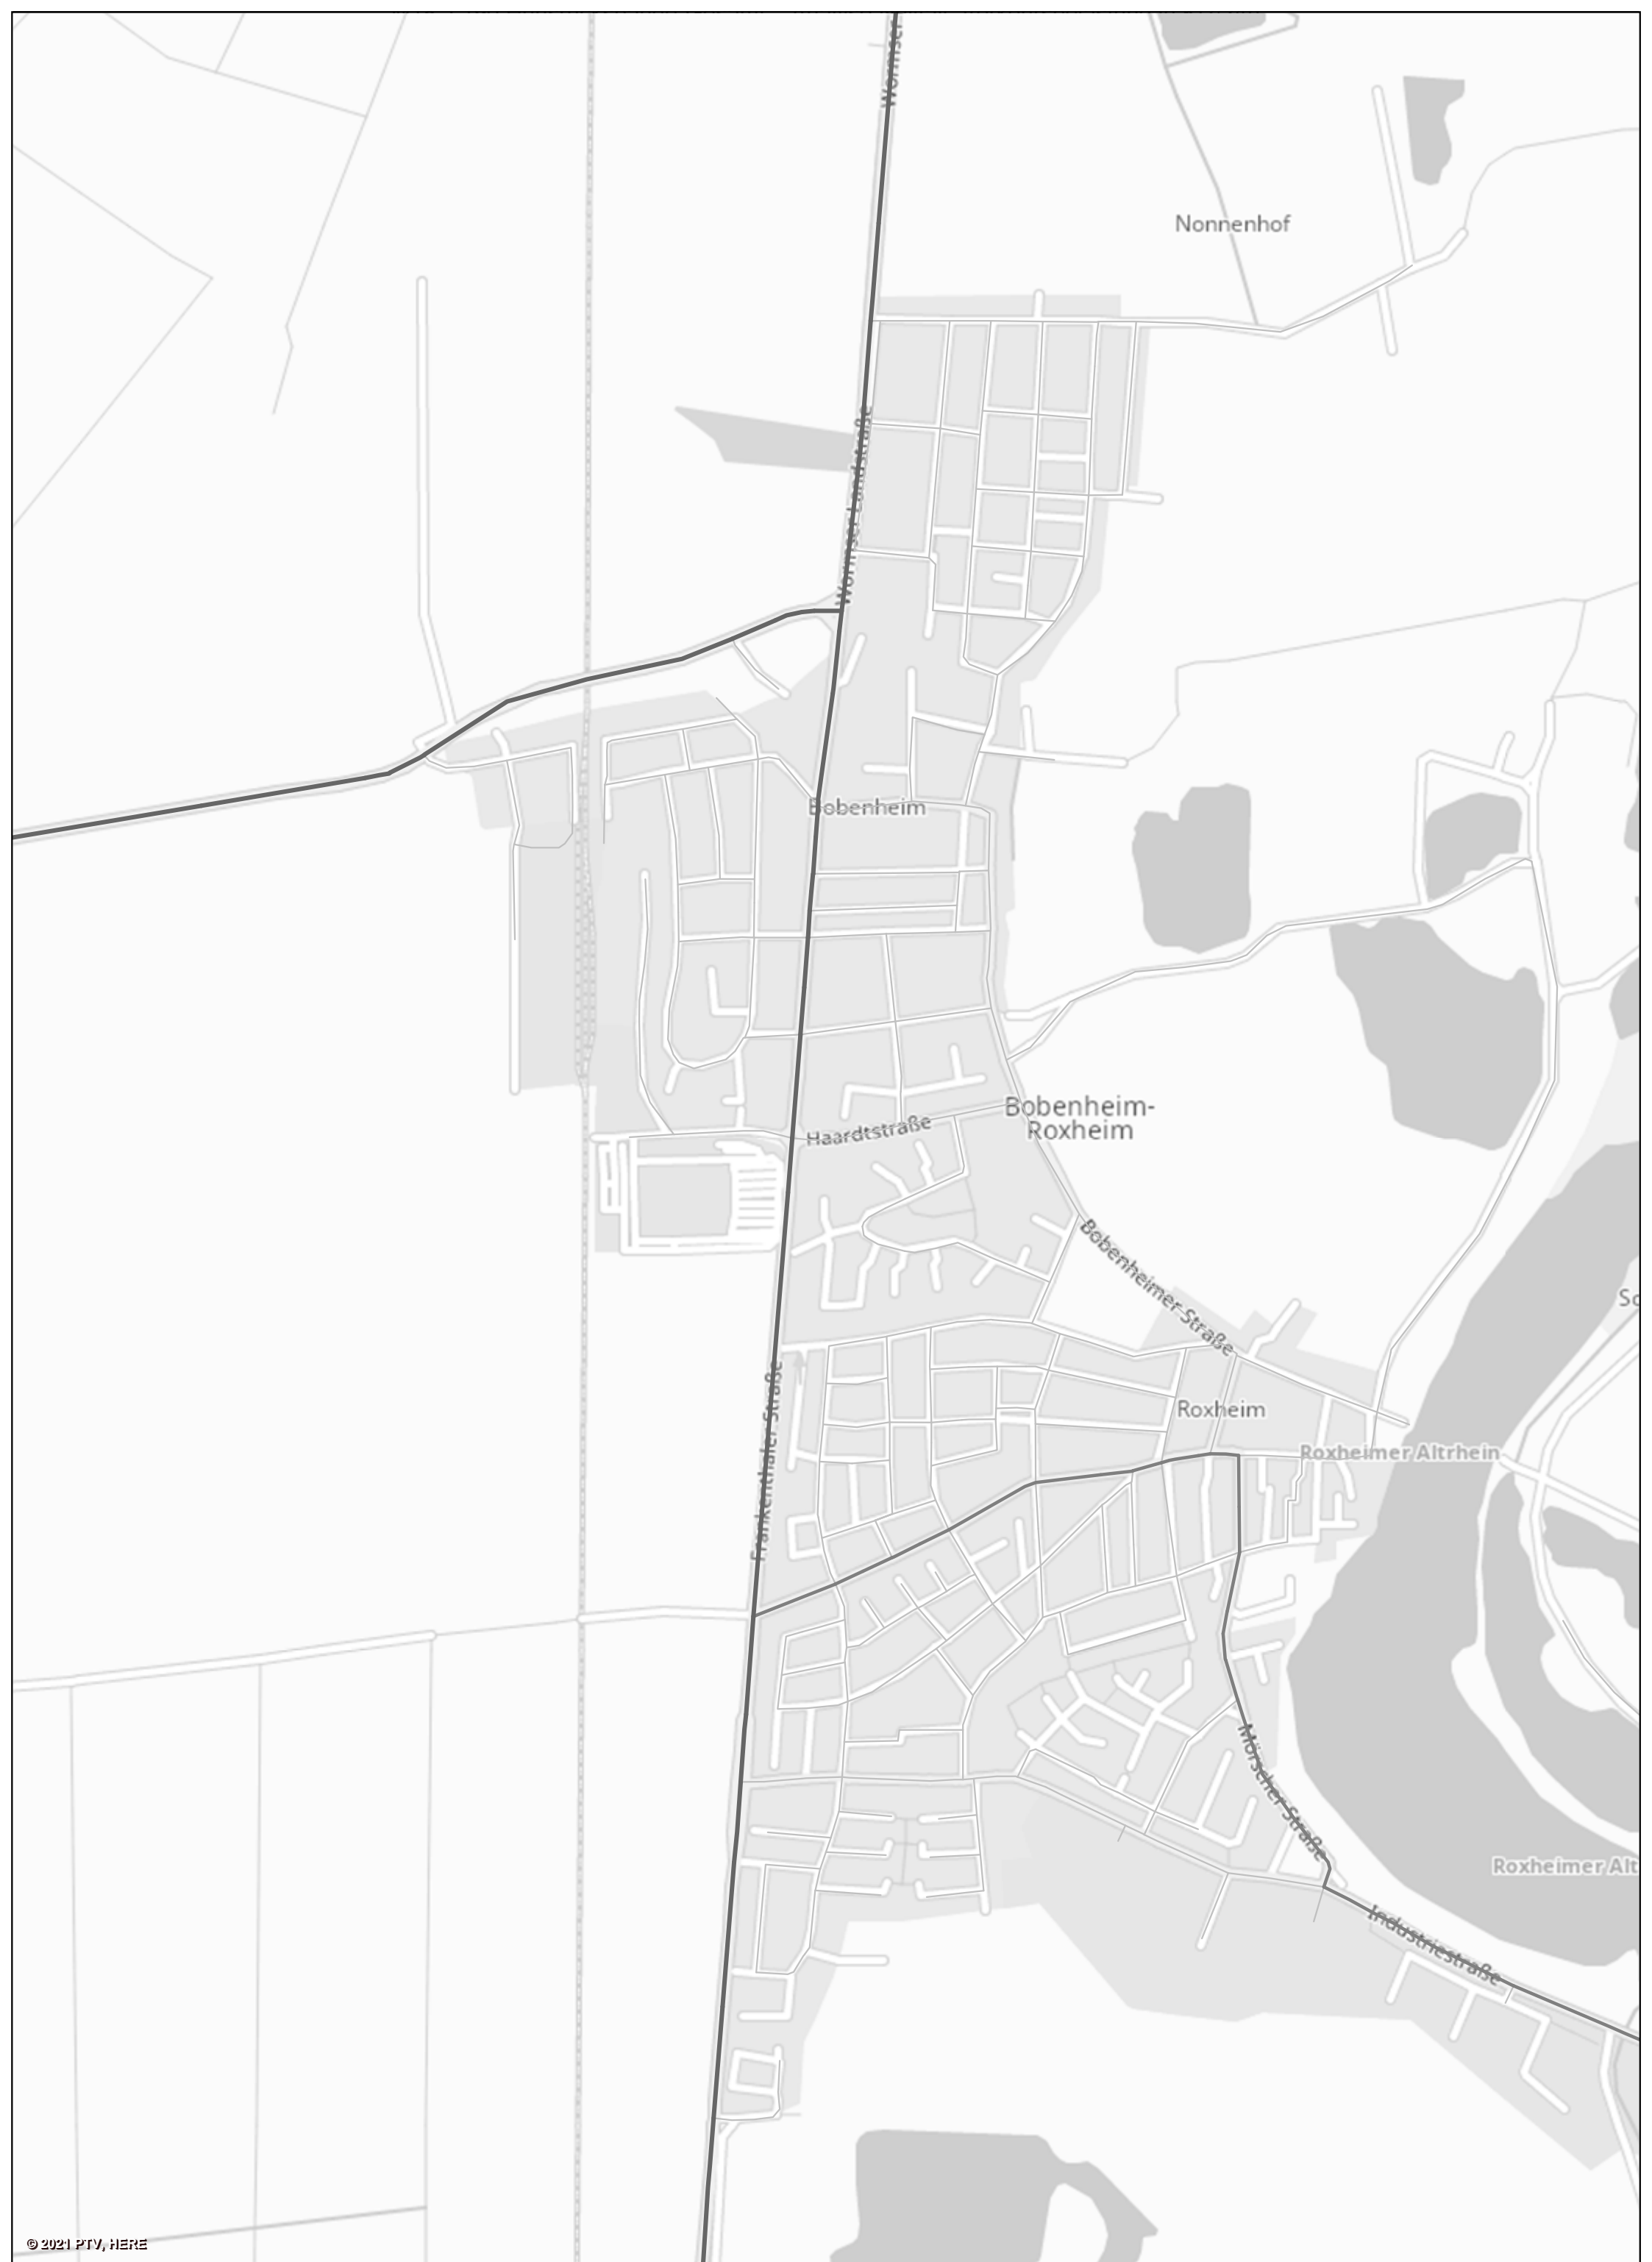 Wormser
Nonnenhof
Wormser Landstraße
Bobenheim
Bobenheim-
Roxheim
Haardtstraße
Bobenheimer Straße
So
Frankenthaler Straße
Roxheim
Roxheimer Altrhein
Mörscher Straße
Roxheimer Alt
Industriestraße
© 2021 PTV, HERE